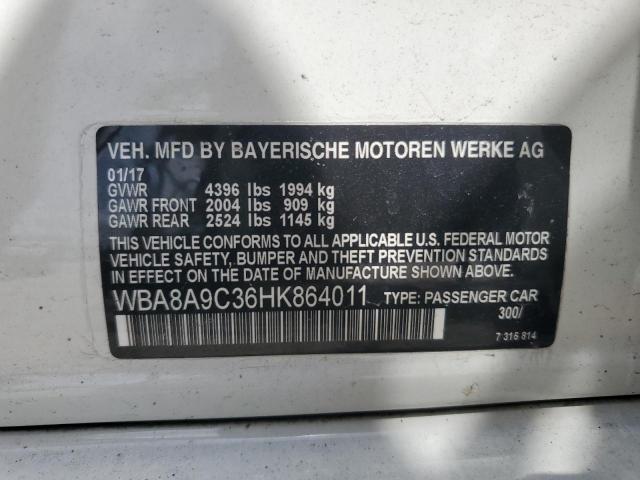 VEH. MFD BY BAYERISCHE MOTOREN WERKE AG
01/17
GVWR 4396 lbs 1994 kg
GAWR FRONT 2004 lbs 909 kg
GAWR REAR 2524 lbs 1145 kg
THIS VEHICLE CONFORMS TO ALL APPLICABLE U.S. FEDERAL MOTOR
VEHICLE SAFETY, BUMPER AND THEFT PREVENTION STANDARDS
IN EFFECT ON THE DATE OF MANUFACTURE SHOWN ABOVE.
WBA8A9C36HK864011 TYPE: PASSENGER CAR
300/
7 316 814